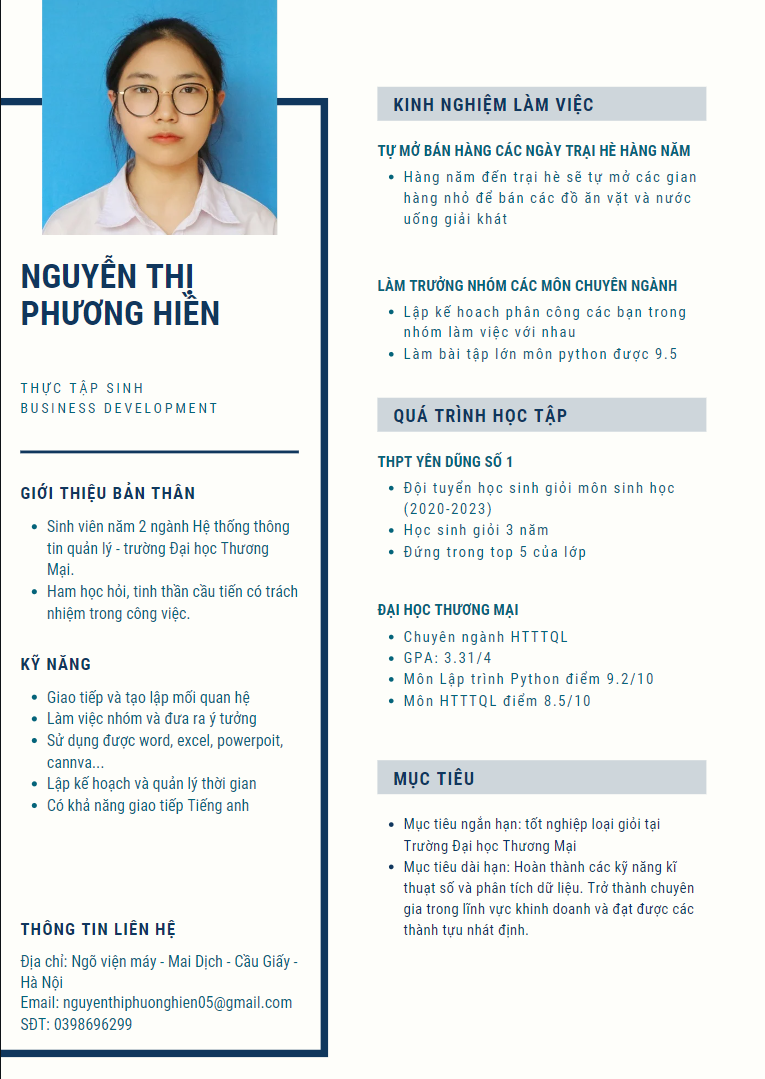 NGUYỄN THỊ
PHƯƠNG HIỀN
THỰC TẬP SINH
BUSINESS DEVELOPMENT
GIỚI THIỆU BẢN THÂN
Sinh viên năm 2 ngành Hệ thống thông
tin quản lý - trường Đại học Thương
Mại.
Ham học hỏi, tinh thần cầu tiến có trách
nhiệm trong công việc.
KỸ NĂNG
Giao tiếp và tạo lập mối quan hệ
Làm việc nhóm và đưa ra ý tưởng
Sử dụng được word, excel, powerpoit,
cannva...
Lập kế hoạch và quản lý thời gian
Có khả năng giao tiếp Tiếng anh
THÔNG TIN LIÊN HỆ
Địa chỉ: Ngõ viện máy - Mai Dịch - Cầu Giấy -
Hà Nội
Email: nguyenthiphuonghien05@gmail.com
SĐT: 0398696299
KINH NGHIỆM LÀM VIỆC
TỰ MỞ BÁN HÀNG CÁC NGÀY TRẠI HÈ HÀNG NĂM
Hàng năm đến trại hè sẽ tự mở các gian
hàng nhỏ để bán các đồ ăn vặt và nước
uống giải khát
LÀM TRƯỞNG NHÓM CÁC MÔN CHUYÊN NGÀNH
Lập kế hoach phân công các bạn trong
nhóm làm việc với nhau
Làm bài tập lớn môn python được 9.5
QUÁ TRÌNH HỌC TẬP
THPT YÊN DŨNG SỐ 1
Đội tuyển học sinh giỏi môn sinh học
(2020-2023)
Học sinh giỏi 3 năm
Đứng trong top 5 của lớp
ĐẠI HỌC THƯƠNG MẠI
Chuyên ngành HTTTQL
GPA: 3.31/4
Môn Lập trình Python điểm 9.2/10
Môn HTTTQL điểm 8.5/10
MỤC TIÊU
Mục tiêu ngắn hạn: tốt nghiệp loại giỏi tại
Trường Đại học Thương Mại
Mục tiêu dài hạn: Hoàn thành các kỹ năng kĩ
thuật số và phân tích dữ liệu. Trở thành chuyên
gia trong lĩnh vực khinh doanh và đạt được các
thành tựu nhát định.